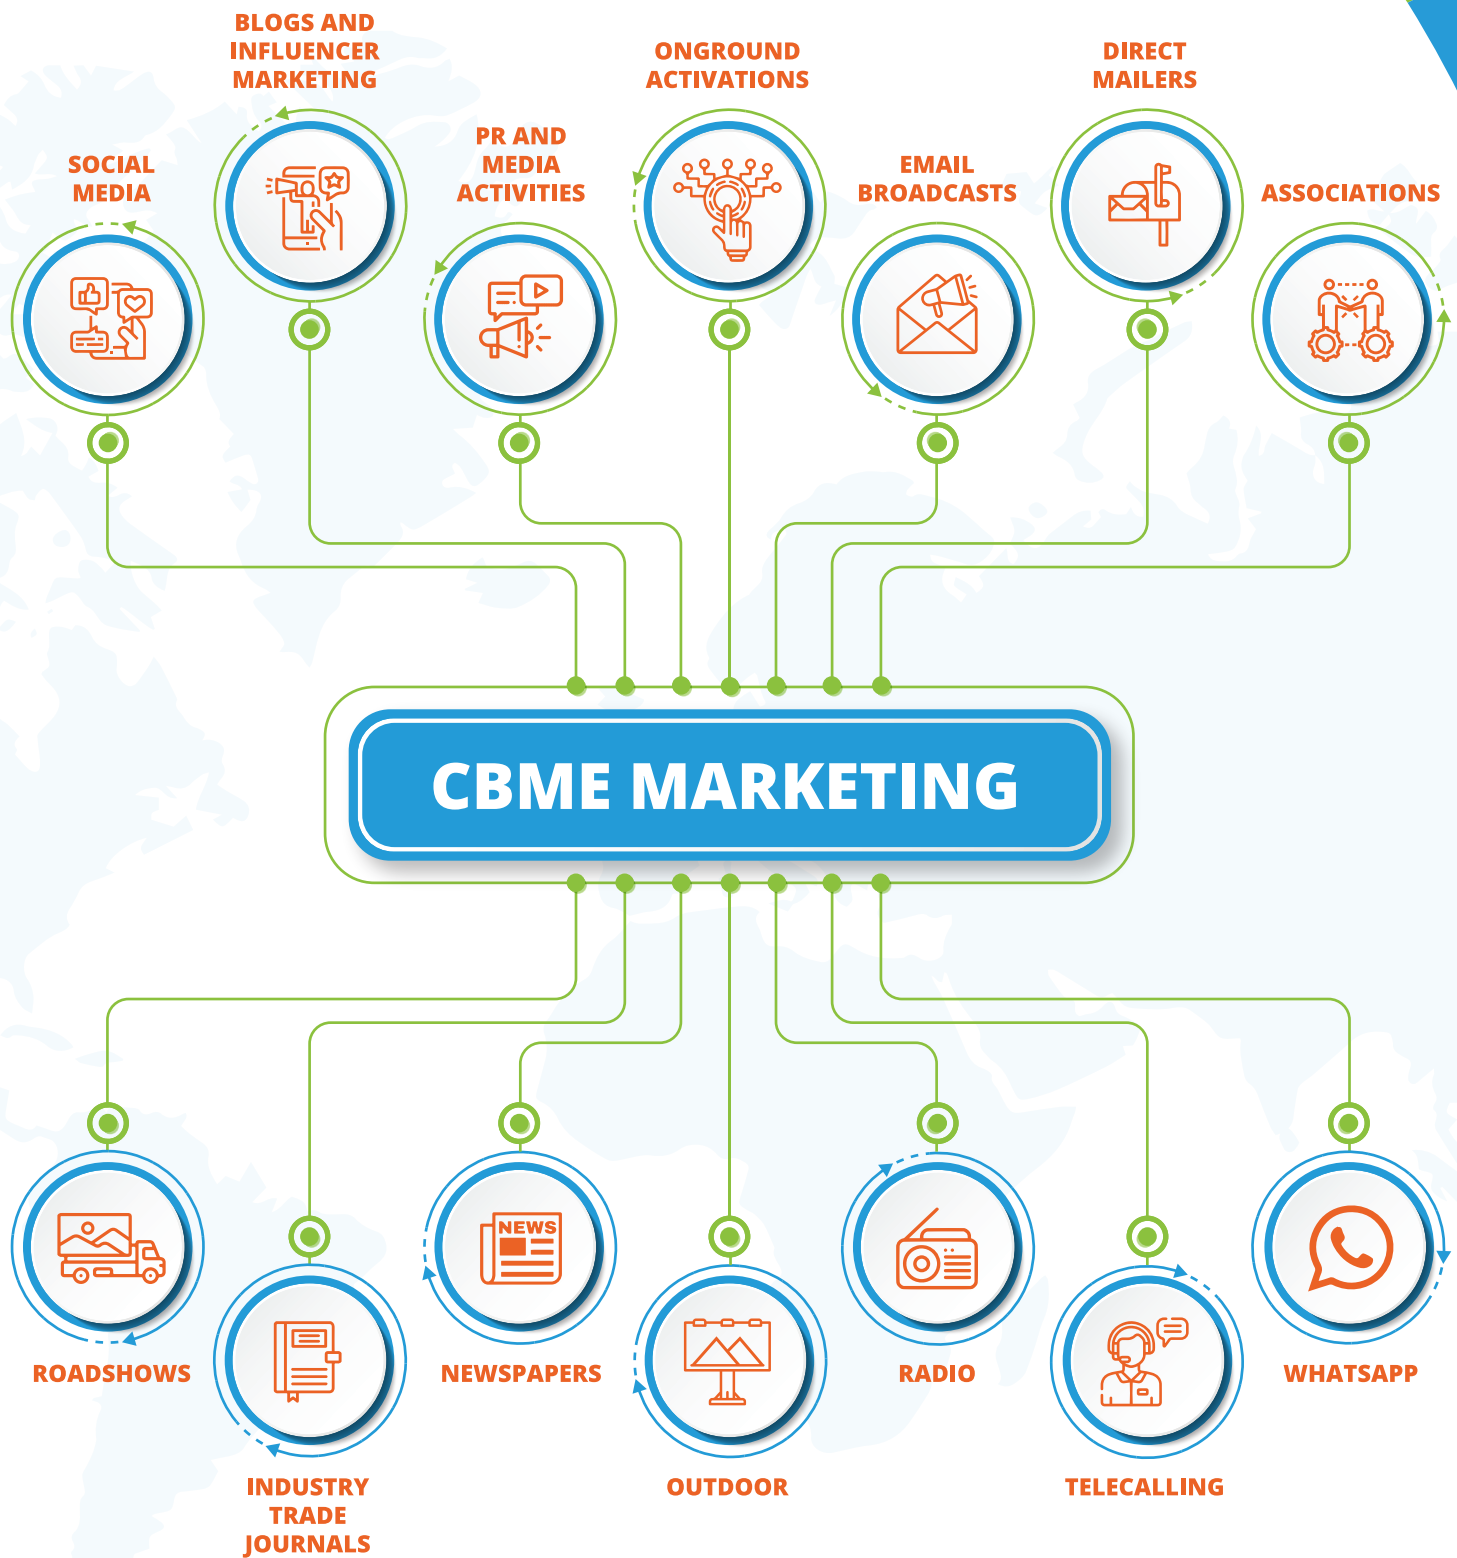 BLOGS AND
INFLUENCER
MARKETING
ONGROUND
ACTIVATIONS
DIRECT
MAILERS
SOCIAL
MEDIA
PR AND
MEDIA
ACTIVITIES
EMAIL
BROADCASTS
ASSOCIATIONS
CBME MARKETING
NEWS
ROADSHOWS
NEWSPAPERS
RADIO
WHATSAPP
INDUSTRY
TRADE
JOURNALS
OUTDOOR
TELECALLING